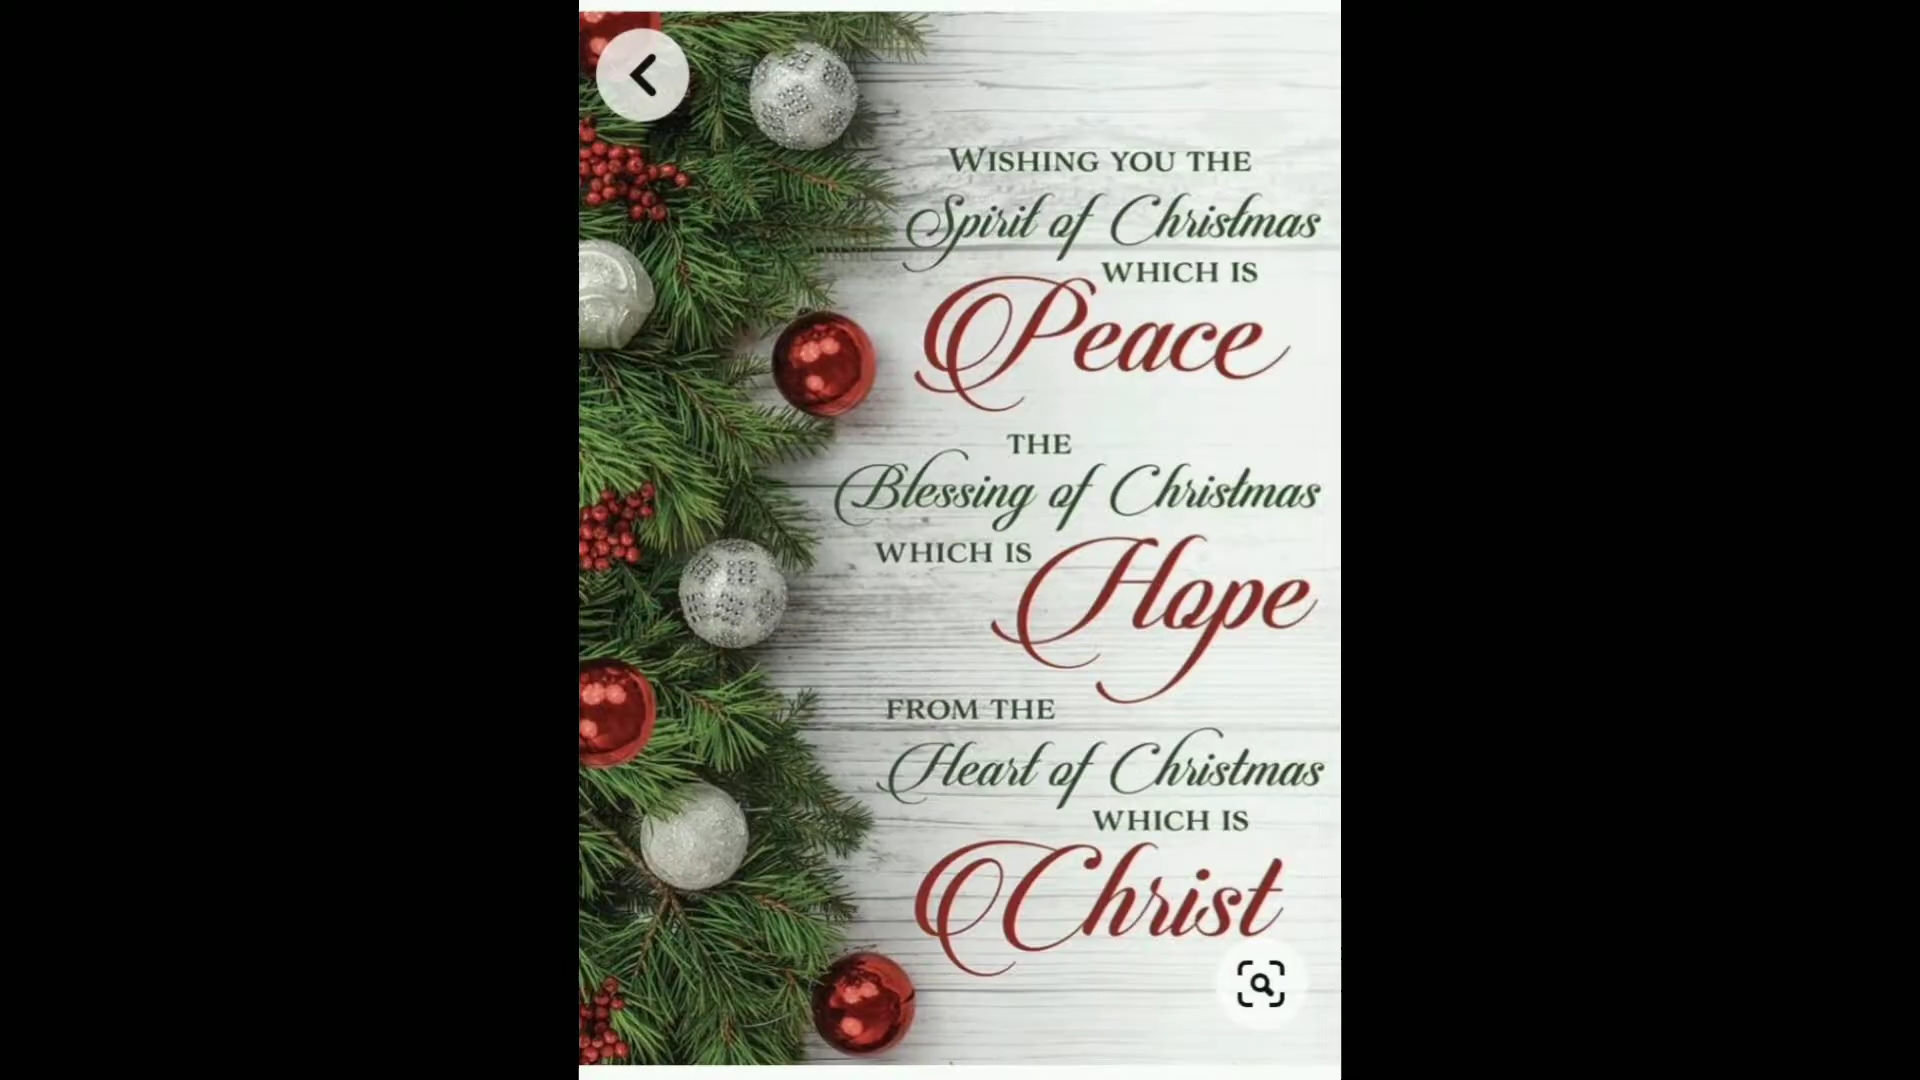 WISHING YOU THE
Spirit of Christmas
WHICH IS
Peace
THE
Blessing of Christmas
WHICH IS
Hope
FROM THE
Heart of Christmas
WHICH IS
Christ